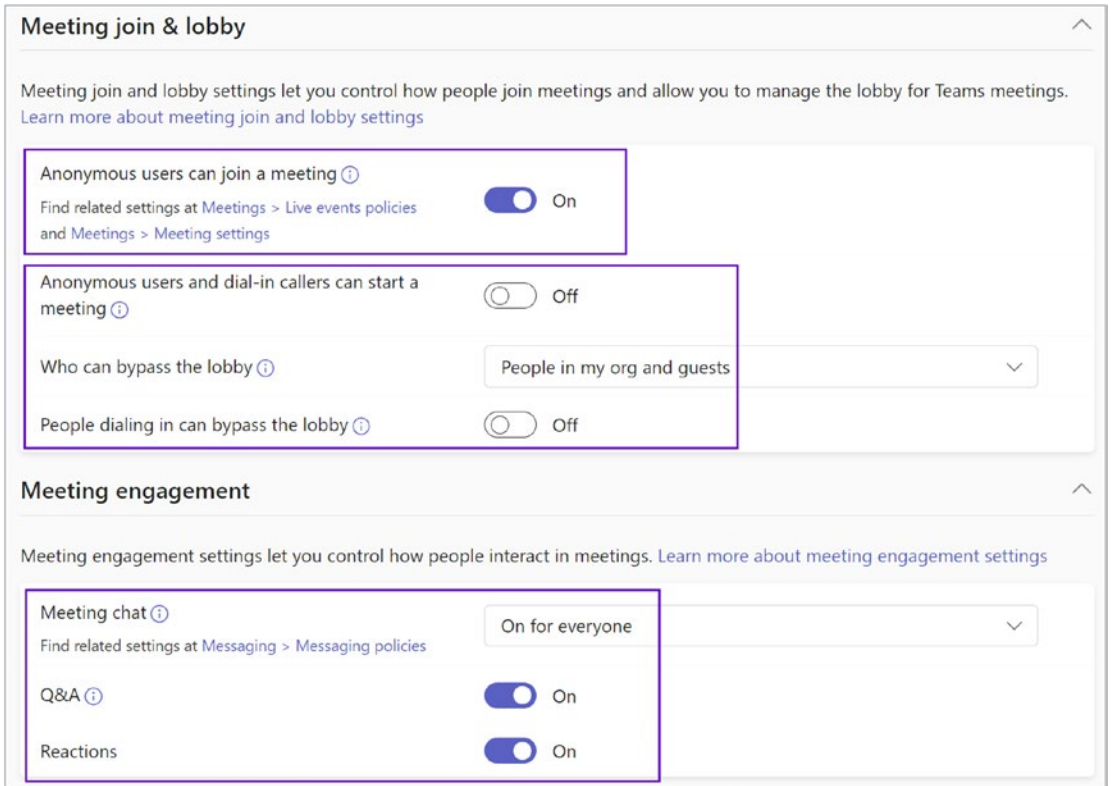 Meeting join & lobby
Meeting join and lobby settings let you control how people join meetings and allow you to manage the lobby for Teams meetings.
Learn more about meeting join and lobby settings
Anonymous users can join a meeting
On
Find related settings at Meetings > Live events policies
and Meetings > Meeting settings
Anonymous users and dial-in callers can start a
meeting
Off
Who can bypass the lobby
People in my org and guests
People dialing in can bypass the lobby
Off
Meeting engagement
Meeting engagement settings let you control how people interact in meetings. Learn more about meeting engagement settings
Meeting chat
On for everyone
Find related settings at Messaging > Messaging policies
Q&A
On
Reactions
On